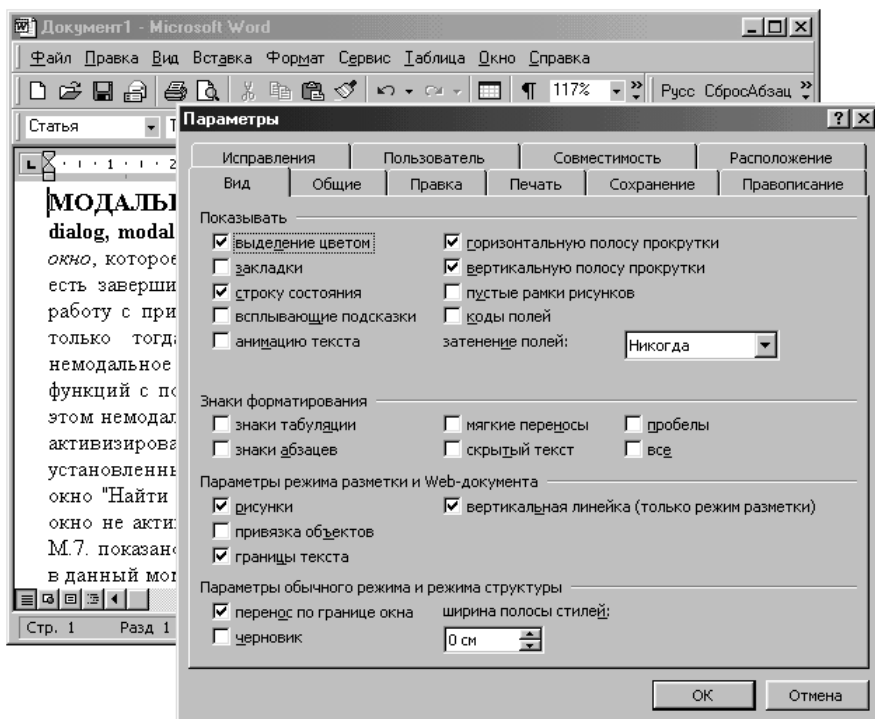 Документ1 - Microsoft Word
Файл Правка Вид Вставка Формат Сервис Таблица Окно Справка
117% Русс СбросАбзац
Статья
Параметры
Исправления Пользователь Совместимость Расположение
Вид Общие Правка Печать Сохранение Правописание
Показывать
выделение цветом горизонтальную полосу прокрутки
закладки вертикальную полосу прокрутки
строку состояния пустые рамки рисунков
всплывающие подсказки коды полей
анимацию текста затенение полей: Никогда
Знаки форматирования
знаки табуляции мягкие переносы пробелы
знаки абзацев скрытый текст все
Параметры режима разметки и Web-документа
рисунки вертикальная линейка (только режим разметки)
привязка объектов
границы текста
Параметры обычного режима и режима структуры
перенос по границе окна ширина полосы стилей:
черновик 0 см
ОК Отмена
1 2
МОДАЛЬ
dialog, modal
окно, которое
есть заверши
работу с при
только тогд
немодальное
функций с по
этом немодал
активизирова
установленны
окно "Найти
окно не акти
М.7. показано
в данный мо
Стр. 1 Разд 1